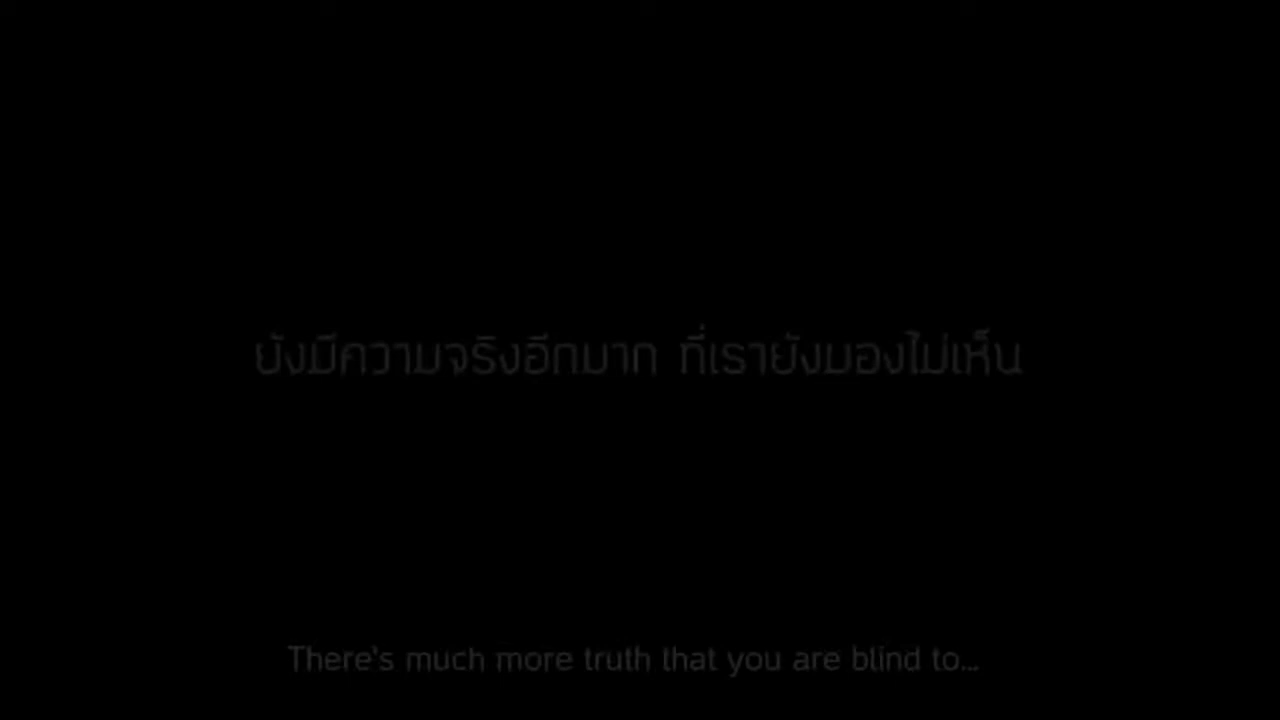 ยังมีความจริงอีกมาก ที่เรายังมองไม่เห็น
There's much more truth that you are blind to...